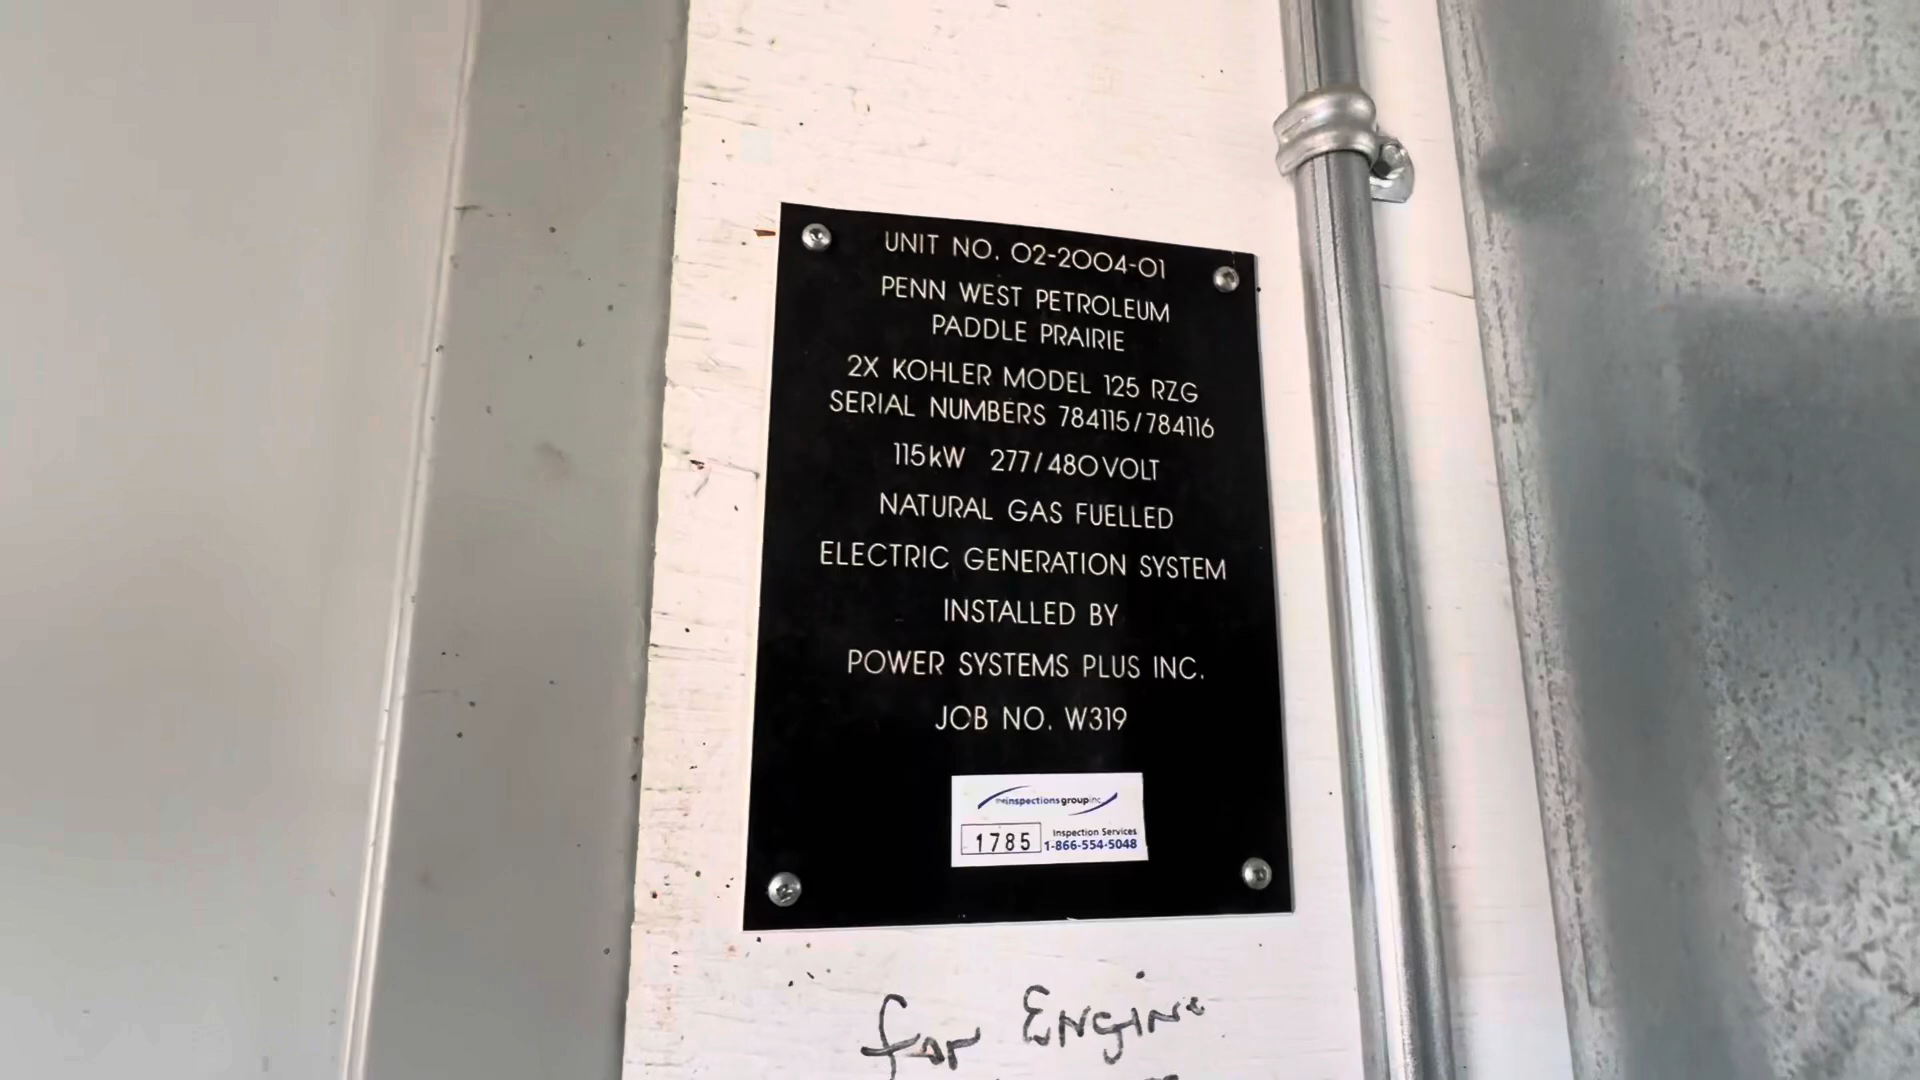 UNIT NO. 02-2004-01
PENN WEST PETROLEUM
PADDLE PRAIRIE
2X KOHLER MODEL 125 RZG
SERIAL NUMBERS 784115/784116
115kW 277/480VOLT
NATURAL GAS FUELLED
ELECTRIC GENERATION SYSTEM
INSTALLED BY
POWER SYSTEMS PLUS INC.
JOB NO. W319
theinspectionsgroupinc.
1785
Inspection Services
1-866-554-5048
for ENGINE